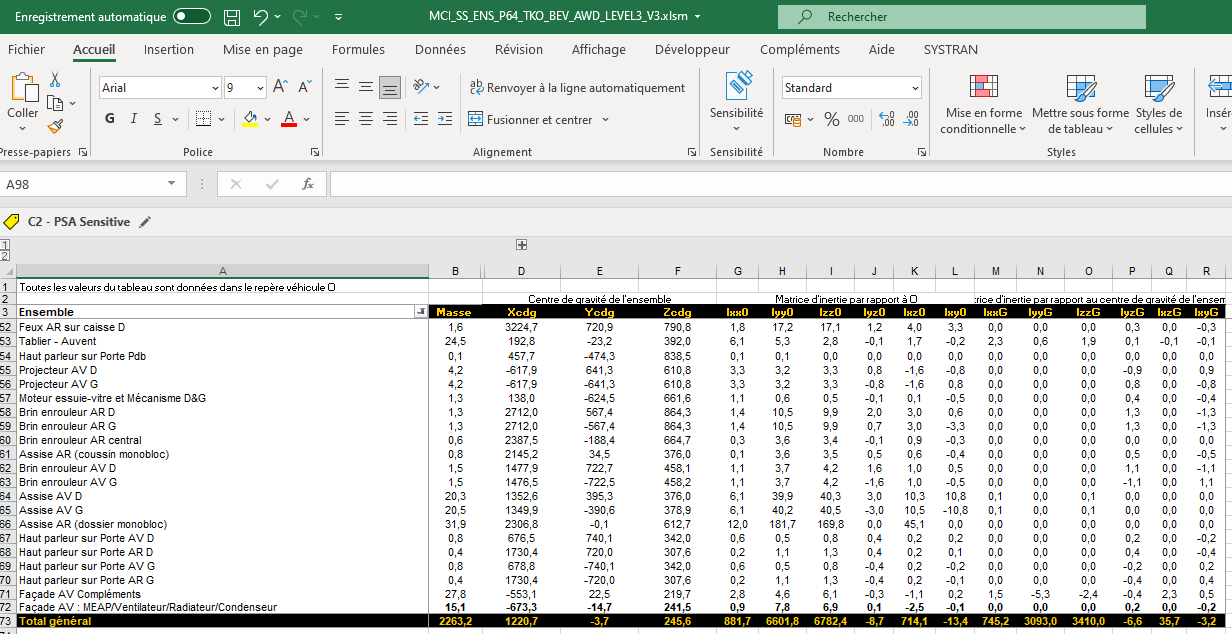 Enregistrement automatique MCI_SS_ENS_P64_TKO_BEV_AWD_LEVEL3_V3.xlsm Rechercher
Fichier Accueil Insertion Mise en page Formules Données Révision Affichage Développeur Compléments Aide SYSTRAN
Coller
Arial 9
G I S A
Renvoyer à la ligne automatiquement
Fusionner et centrer
Sensibilité
Standard
% 000
Mise en forme conditionnelle
Mettre sous forme de tableau
Styles de cellules
Insér
Presse-papiers Police Alignement Sensibilité Nombre Styles
A98 fx
C2 - PSA Sensitive
1
2
A B D E F G H I J K L M N O P Q R
1 Toutes les valeurs du tableau sont données dans le repère véhicule O
2 Centre de gravité de l'ensemble Matrice d'inertie par rapport à O trice d'inertie par rapport au centre de gravité de l'ensem
3 Ensemble Masse Xcdg Ycdg Zcdg Ixx0 Iyy0 Izz0 Iyz0 Ixz0 Ixy0 IxxG IyyG IzzG IyzG IxzG IxyG
52 Feux AR sur caisse D 1,6 3224,7 720,9 790,8 1,8 17,2 17,1 1,2 4,0 3,3 0,0 0,0 0,0 0,3 0,0 -0,3
53 Tablier - Auvent 24,5 192,8 -23,2 392,0 6,1 5,3 2,8 -0,1 1,7 -0,2 2,3 0,6 1,9 0,1 -0,1 -0,1
54 Haut parleur sur Porte Pdb 0,1 457,7 -474,3 838,5 0,1 0,1 0,0 0,0 0,0 0,0 0,0 0,0 0,0 0,0 0,0 0,0
55 Projecteur AV D 4,2 -617,9 641,3 610,8 3,3 3,2 3,3 0,8 -1,6 -0,8 0,0 0,0 0,0 -0,9 0,0 0,9
56 Projecteur AV G 4,2 -617,9 -641,3 610,8 3,3 3,2 3,3 -0,8 -1,6 0,8 0,0 0,0 0,0 0,8 0,0 -0,8
57 Moteur essuie-vitre et Mécanisme D&G 1,3 138,0 -624,5 661,6 1,1 0,6 0,5 -0,1 0,1 -0,5 0,0 0,0 0,0 0,4 0,0 -0,4
58 Brin enrouleur AR D 1,3 2712,0 567,4 864,3 1,4 10,5 9,9 2,0 3,0 0,6 0,0 0,0 0,0 1,3 0,0 -1,3
59 Brin enrouleur AR G 1,3 2712,0 -567,4 864,3 1,4 10,5 9,9 0,7 3,0 -3,3 0,0 0,0 0,0 1,3 0,0 -1,3
60 Brin enrouleur AR central 0,6 2387,5 -188,4 664,7 0,3 3,6 3,4 -0,1 0,9 -0,3 0,0 0,0 0,0 0,0 0,0 0,0
61 Assise AR (coussin monobloc) 0,8 2145,2 34,5 376,0 0,1 3,6 3,5 0,5 0,6 -0,4 0,0 0,0 0,0 0,5 0,0 -0,5
62 Brin enrouleur AV D 1,5 1477,9 722,7 458,1 1,1 3,7 4,2 1,6 1,0 0,5 0,0 0,0 0,0 1,1 0,0 -1,1
63 Brin enrouleur AV G 1,5 1476,5 -722,5 458,2 1,1 3,7 4,2 -1,6 1,0 -0,5 0,0 0,0 0,0 -1,1 0,0 1,1
64 Assise AV D 20,3 1352,6 395,3 376,0 6,1 39,9 40,3 3,0 10,3 10,8 0,1 0,0 0,1 0,0 0,0 0,0
65 Assise AV G 20,5 1349,9 -390,6 378,9 6,1 40,2 40,5 -3,0 10,5 -10,8 0,1 0,0 0,1 0,0 0,0 0,0
66 Assise AR (dossier monobloc) 31,9 2306,8 -0,1 612,7 12,0 181,7 169,8 0,0 45,1 0,0 0,0 0,0 0,0 0,0 0,0 0,0
67 Haut parleur sur Porte AV D 0,8 676,5 740,1 342,0 0,6 0,5 0,8 0,4 0,2 0,2 0,0 0,0 0,0 0,2 0,0 -0,2
68 Haut parleur sur Porte AR D 0,4 1730,4 720,0 307,6 0,2 1,1 1,3 0,4 0,2 0,1 0,0 0,0 0,0 0,4 0,0 -0,4
69 Haut parleur sur Porte AV G 0,8 678,8 -740,1 342,0 0,6 0,5 0,8 -0,4 0,2 -0,2 0,0 0,0 0,0 -0,2 0,0 0,2
70 Haut parleur sur Porte AR G 0,4 1730,4 -720,0 307,6 0,2 1,1 1,3 -0,4 0,2 -0,1 0,0 0,0 0,0 -0,4 0,0 0,4
71 Façade AV Compléments 27,8 -553,1 22,5 219,7 2,8 4,6 6,1 -0,3 -1,1 0,2 1,5 -5,3 -2,4 -0,4 2,3 0,5
72 Façade AV : MEAP/Ventilateur/Radiateur/Condenseur 15,1 -673,3 -14,7 241,5 0,9 7,8 6,9 0,1 -2,5 -0,1 0,0 0,0 0,0 0,2 0,0 -0,2
73 Total général 2263,2 1220,7 -3,7 245,6 881,7 6601,8 6782,4 -8,7 714,1 -13,4 745,2 3093,0 3410,0 -6,6 35,7 -3,2